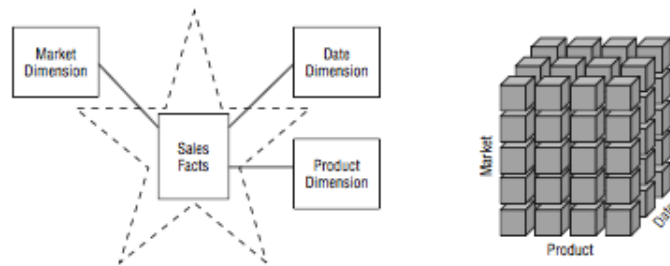 Market
Dimension
Date
Dimension
Sales
Facts
Product
Dimension
Market
Product